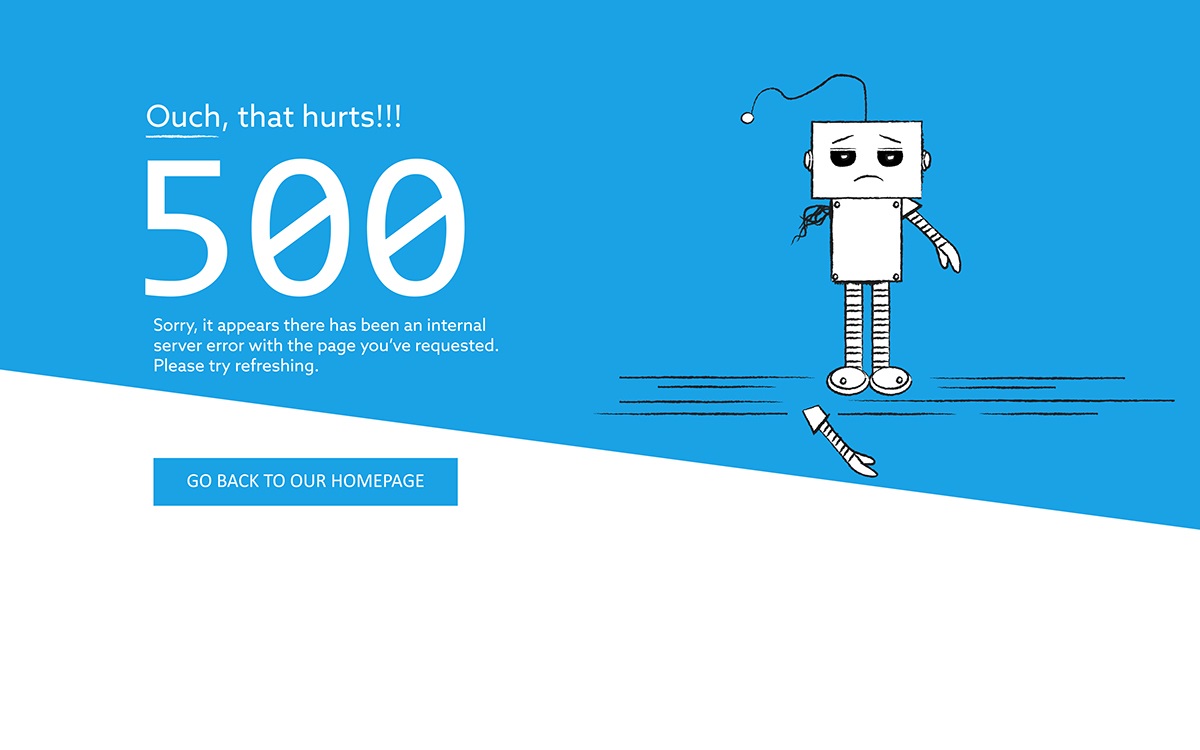 Ouch, that hurts!!!
500
Sorry, it appears there has been an internal
server error with the page you’ve requested.
Please try refreshing.
GO BACK TO OUR HOMEPAGE